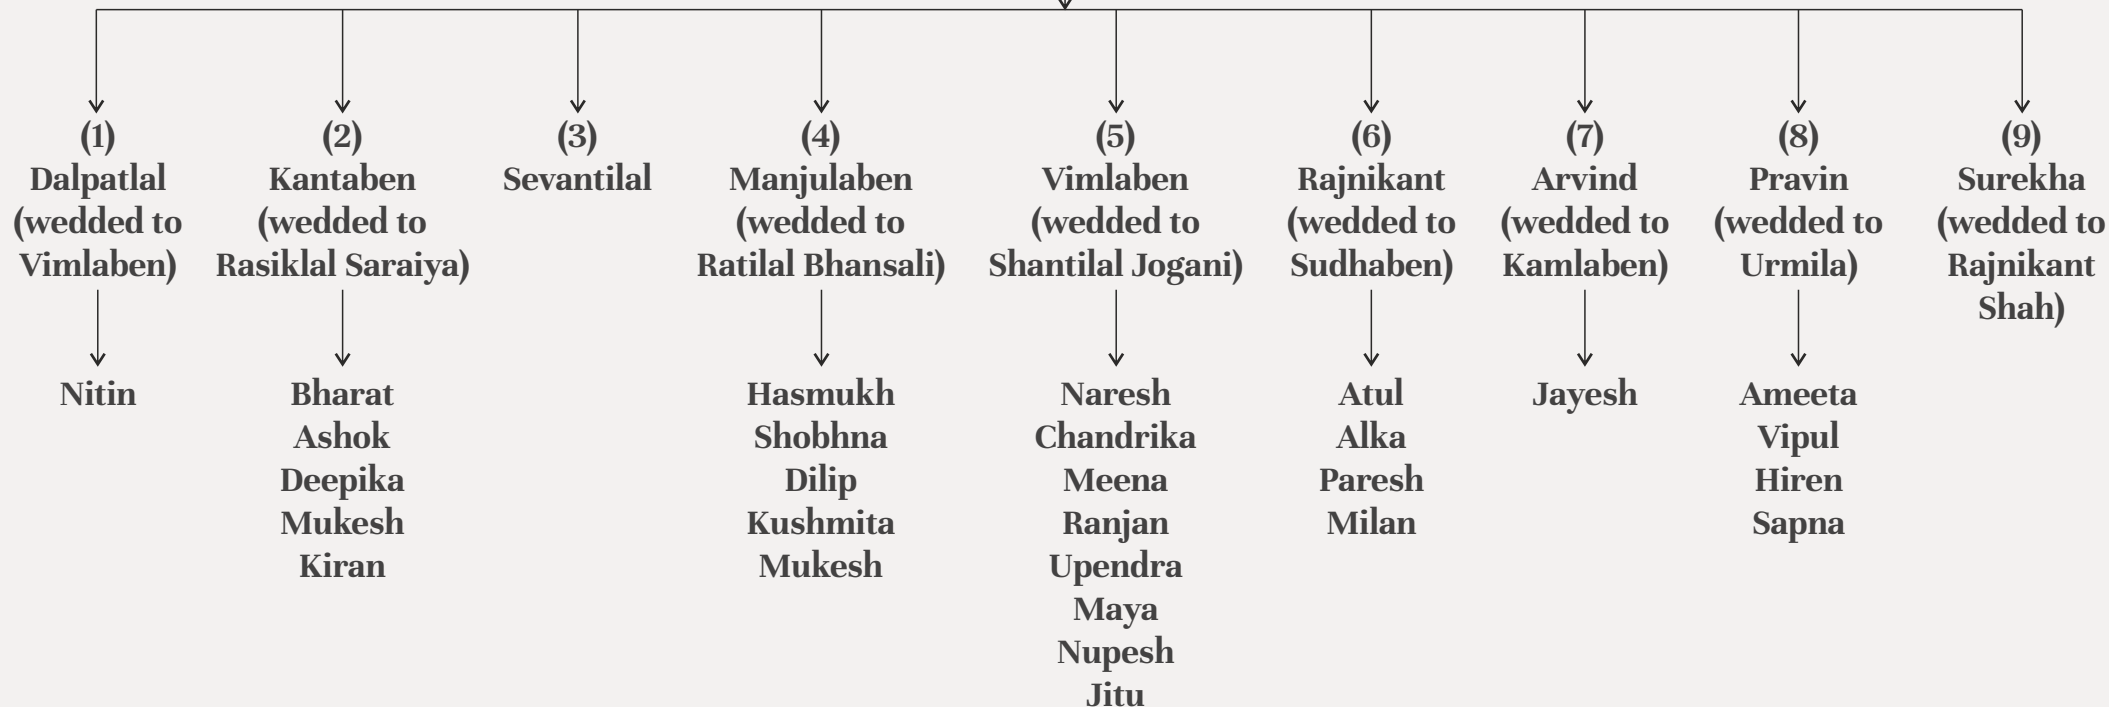 (1)
Dalpatlal
(wedded to
Vimlaben)
Nitin
(2)
Kantaben
(wedded to
Rasiklal Saraiya)
Bharat
Ashok
Deepika
Mukesh
Kiran
(3)
Sevantilal
(4)
Manjulaben
(wedded to
Ratilal Bhansali)
Hasmukh
Shobhna
Dilip
Kushmita
Mukesh
(5)
Vimlaben
(wedded to
Shantilal Jogani)
Naresh
Chandrika
Meena
Ranjan
Upendra
Maya
Nupesh
Jitu
(6)
Rajnikant
(wedded to
Sudhaben)
Atul
Alka
Paresh
Milan
(7)
Arvind
(wedded to
Kamlaben)
Jayesh
(8)
Pravin
(wedded to
Urmila)
Ameeta
Vipul
Hiren
Sapna
(9)
Surekha
(wedded to
Rajnikant
Shah)